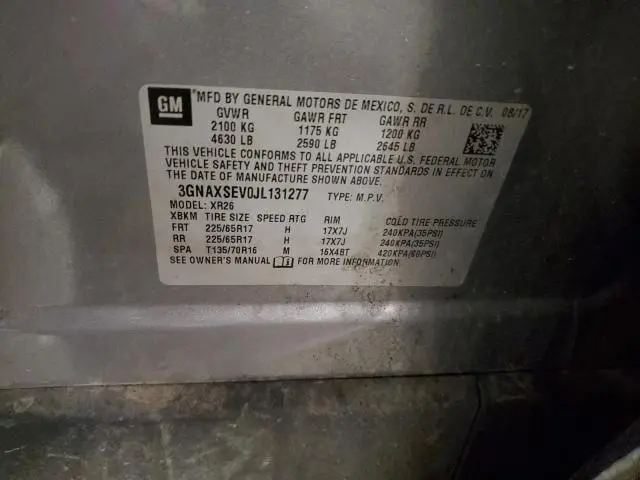 GM
*MFD BY GENERAL MOTORS DE MEXICO, S. DE R.L. DE C.V. 08/17
GVWR GAWR FRT GAWR RR
2100 KG 1175 KG 1200 KG
4630 LB 2590 LB 2645 LB
THIS VEHICLE CONFORMS TO ALL APPLICABLE U.S. FEDERAL MOTOR
VEHICLE SAFETY AND THEFT PREVENTION STANDARDS IN EFFECT ON
THE DATE OF MANUFACTURE SHOWN ABOVE.
3GNAXSEV0JL131277 TYPE: M.P.V.
MODEL: XR26
XBKM TIRE SIZE SPEED RTG RIM COLD TIRE PRESSURE
FRT 225/65R17 H 17X7J 240KPA(35PSI)
RR 225/65R17 H 17X7J 240KPA(35PSI)
SPA T135/70R16 M 16X4BT 420KPA(60PSI)
SEE OWNER'S MANUAL FOR MORE INFORMATION.